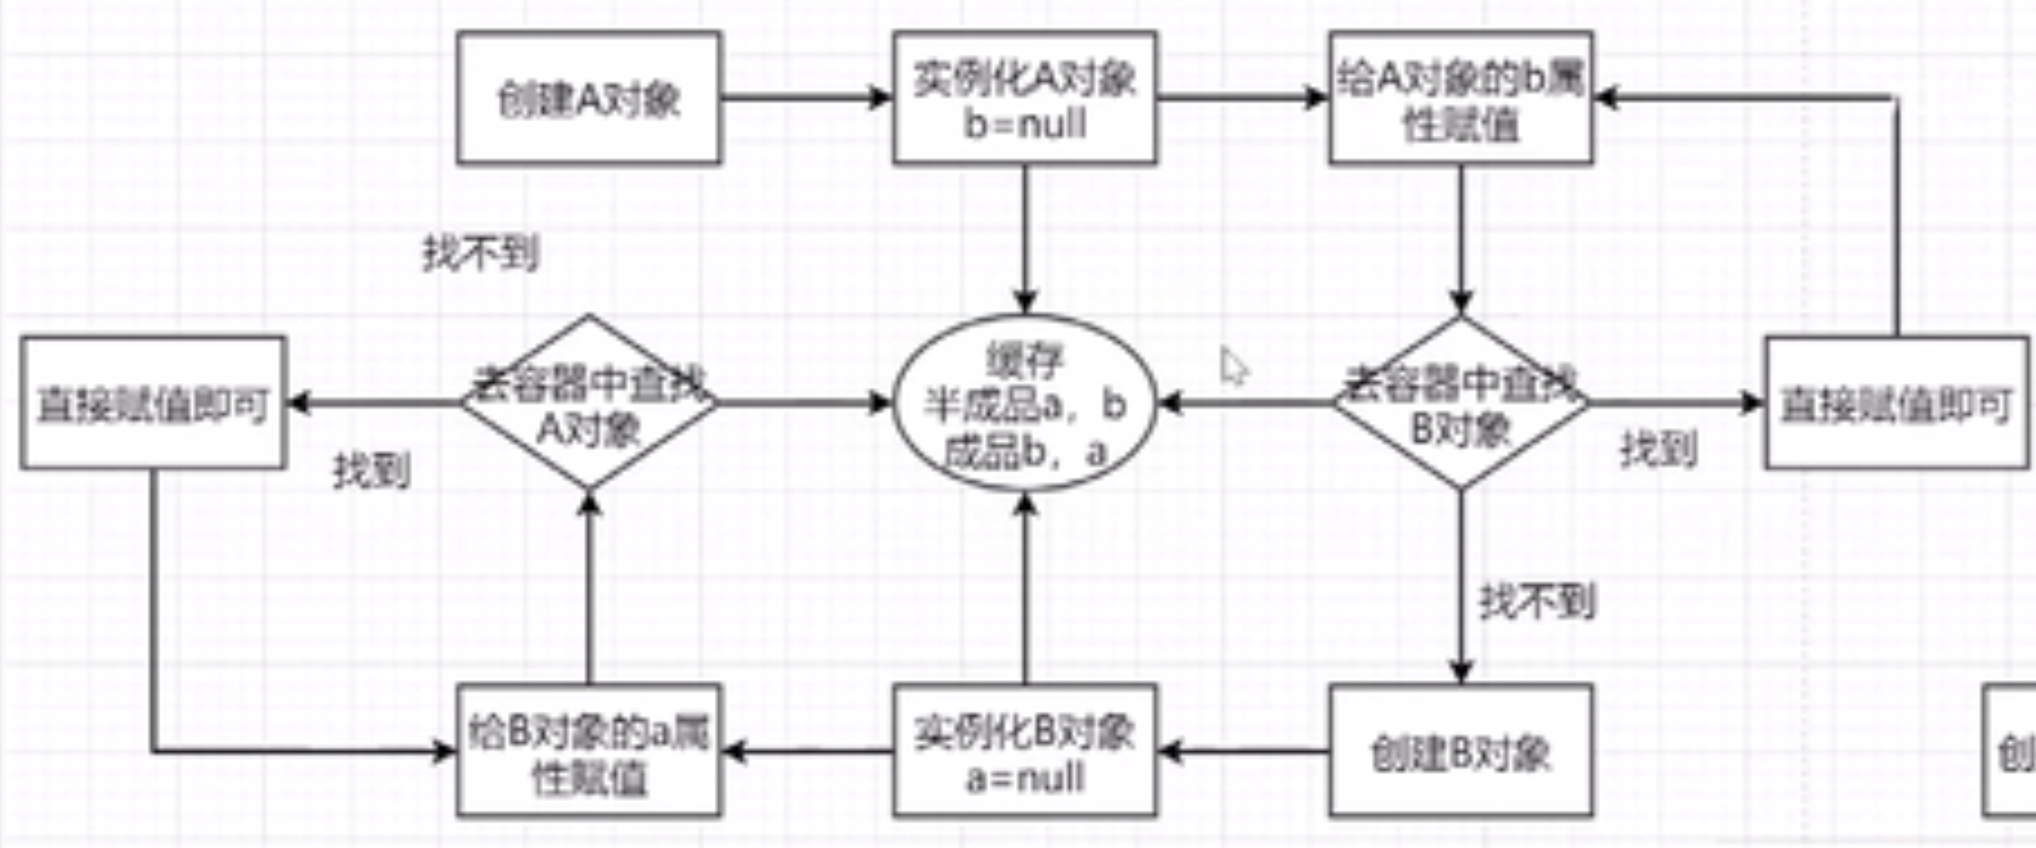 创建A对象
实例化A对象
b=null
给A对象的b属
性赋值
找不到
直接赋值即可
去容器中查找
A对象
找到
缓存
半成品a，b
成品b，a
去容器中查找
B对象
找到
直接赋值即可
找不到
给B对象的a属
性赋值
实例化B对象
a=null
创建B对象
创